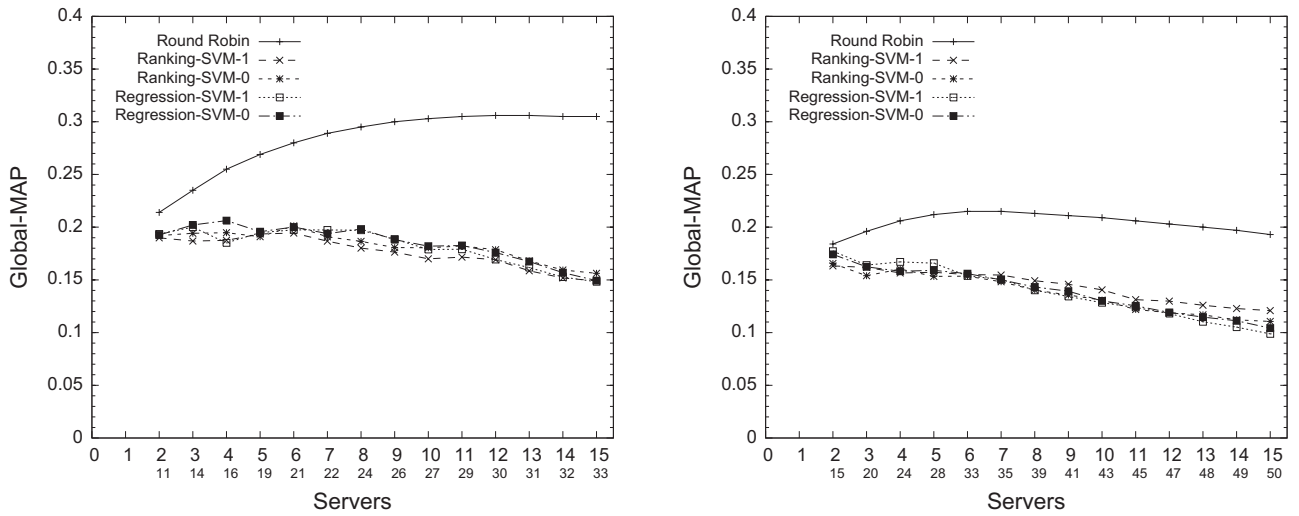 0.4
0.35
0.3
0.25
0.2
0.15
0.1
0.05
0
Global-MAP
Round Robin
Ranking-SVM-1
Ranking-SVM-0
Regression-SVM-1
Regression-SVM-0
0 1 2 3 4 5 6 7 8 9 10 11 12 13 14 15
11 14 16 19 21 22 24 26 27 29 30 31 32 33
Servers
0.4
0.35
0.3
0.25
0.2
0.15
0.1
0.05
0
Global-MAP
Round Robin
Ranking-SVM-1
Ranking-SVM-0
Regression-SVM-1
Regression-SVM-0
0 1 2 3 4 5 6 7 8 9 10 11 12 13 14 15
15 20 24 28 33 35 39 41 43 45 47 48 49 50
Servers